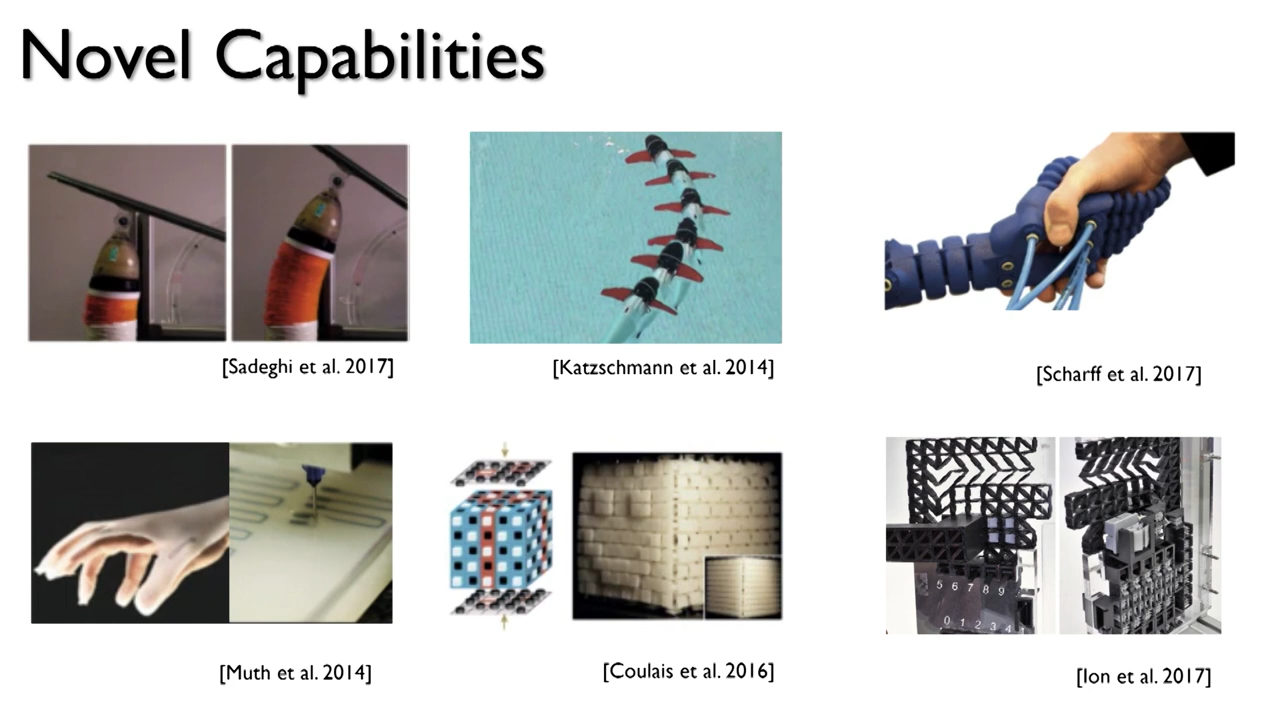 Novel Capabilities
[Sadeghi et al. 2017]
[Katzschmann et al. 2014]
[Scharff et al. 2017]
[Muth et al. 2014]
[Coulais et al. 2016]
5 6 7 8 9
0 1 2 3 4
[Ion et al. 2017]